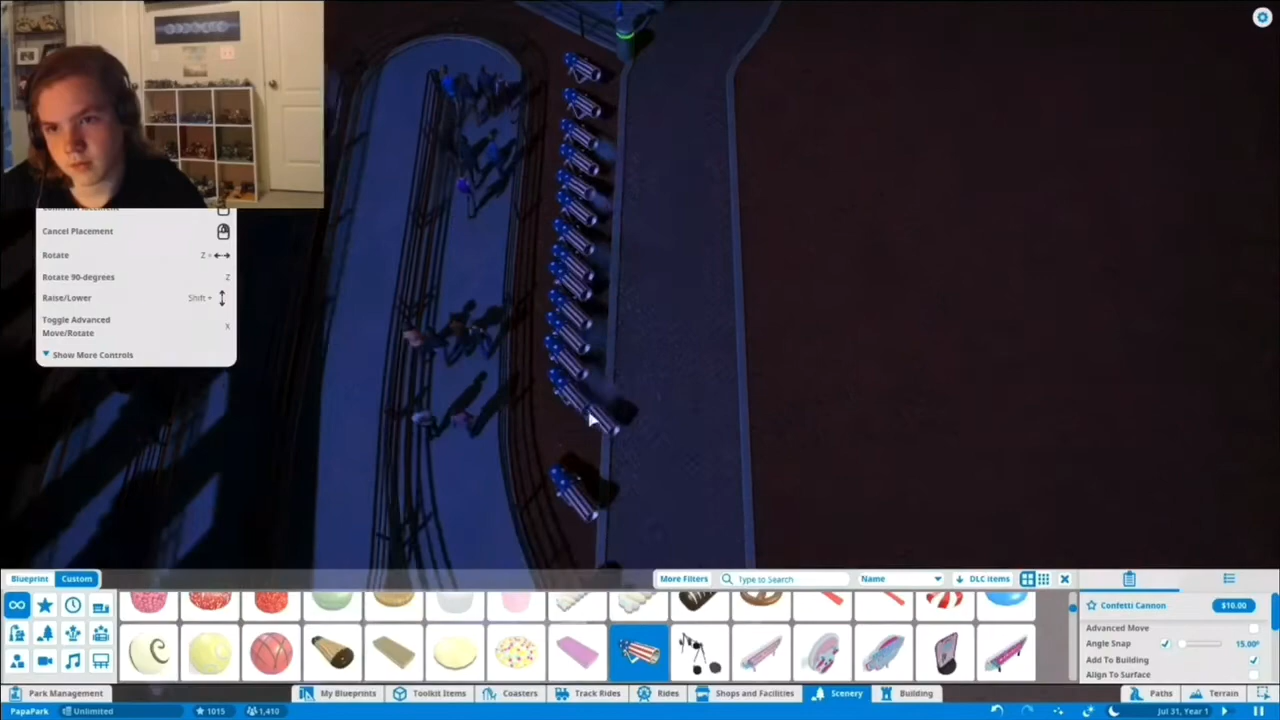 Confirm Placement
Cancel Placement
Rotate Z +
Rotate 90-degrees Z
Raise/Lower Shift +
Toggle Advanced Move/Rotate X
Show More Controls
Blueprint Custom More Filters Type to Search Name DLC items
Confetti Cannon $10.00
Advanced Move
Angle Snap 15.00°
Add To Building
Align To Surface
Park Management My Blueprints Toolkit Items Coasters Track Rides Rides Shops and Facilities Scenery Building Paths Terrain
PapaPark Unlimited 1015 1,410 Jul 31, Year 1